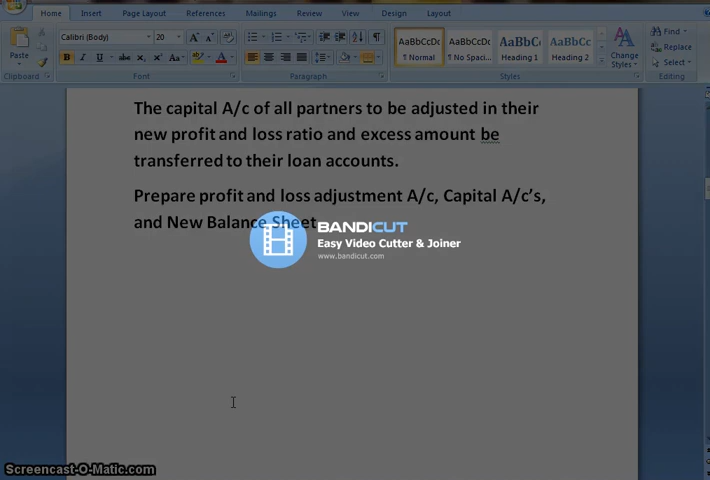 Home Insert Page Layout References Mailings Review View Design Layout
Calibri (Body) 20
Paste
AaBbCcDc AaBbCcDc AaBbC AaBbCc
¶ Normal ¶ No Spaci... Heading 1 Heading 2
Change Styles
Find
Replace
Select
Clipboard Font Paragraph Styles Editing
The capital A/c of all partners to be adjusted in their
new profit and loss ratio and excess amount be
transferred to their loan accounts.
Prepare profit and loss adjustment A/c, Capital A/c's,
and New Balance Sheet
BANDICUT
Easy Video Cutter & Joiner
www.bandicut.com
Screencast-O-Matic.com